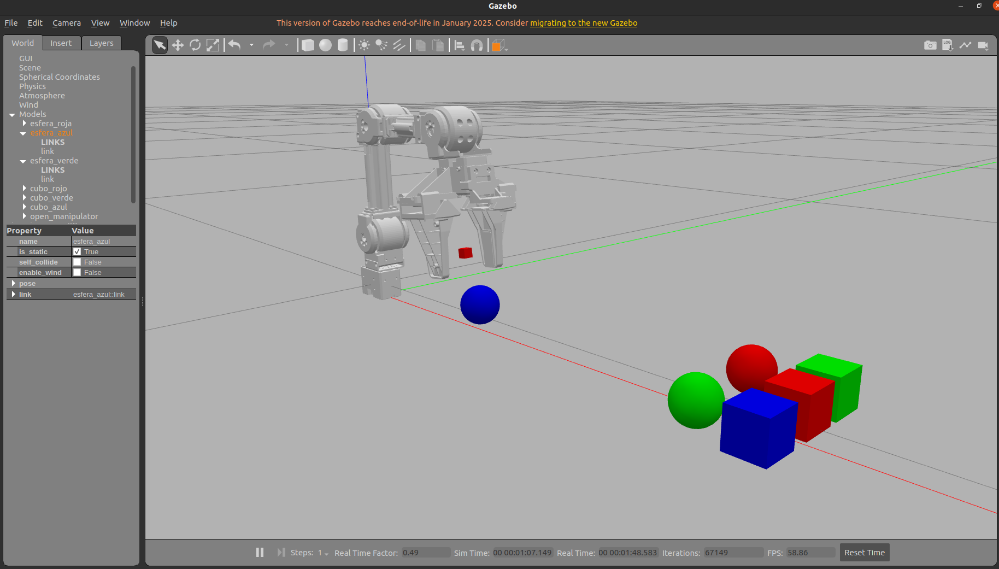 Gazebo
File Edit Camera View Window Help
This version of Gazebo reaches end-of-life in January 2025. Consider migrating to the new Gazebo
World Insert Layers
LOG
GUI
Scene
Spherical Coordinates
Physics
Atmosphere
Wind
Models
esfera_roja
esfera_azul
LINKS
link
esfera_verde
LINKS
link
cubo_rojo
cubo_verde
cubo_azul
open_manipulator
Property Value
name esfera_azul
is_static True
self_collide False
enable_wind False
pose
link esfera_azul::link
Steps: 1 Real Time Factor: 0.49 Sim Time: 00 00:01:07.149 Real Time: 00 00:01:48.583 Iterations: 67149 FPS: 58.86 Reset Time